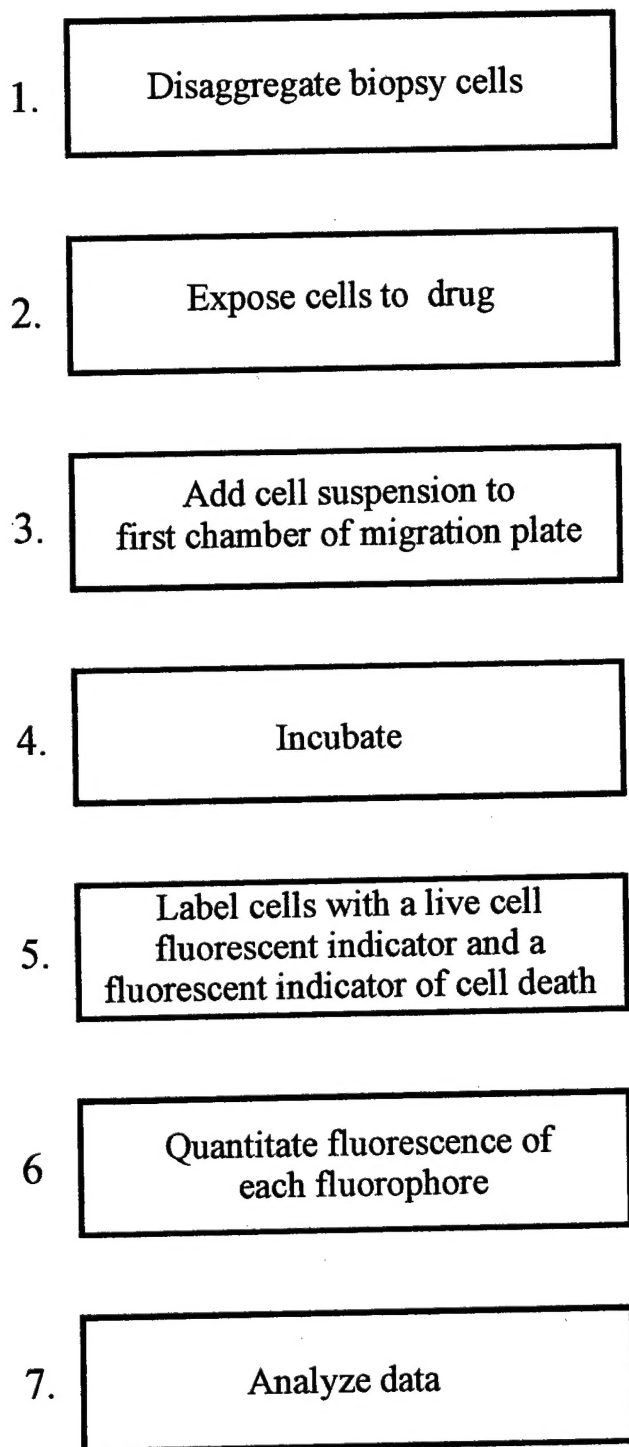 1.
Disaggregate biopsy cells
2.
Expose cells to drug
3.
Add cell suspension to
first chamber of migration plate
4.
Incubate
5.
Label cells with a live cell
fluorescent indicator and a
fluorescent indicator of cell death
6
Quantitate fluorescence of
each fluorophore
7.
Analyze data